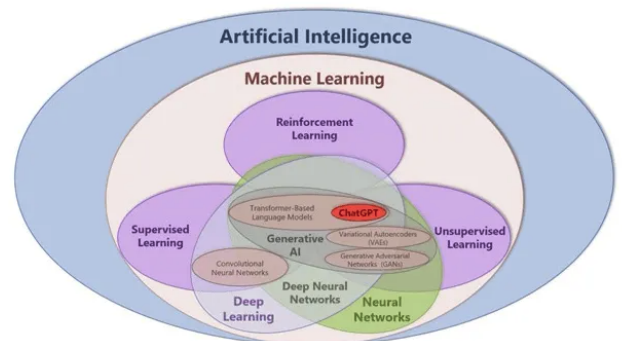 Artificial Intelligence
Machine Learning
Reinforcement
Learning
Transformer-Based
Language Models
ChatGPT
Supervised
Learning
Generative
AI
Variational Autoencoders
(VAEs)
Unsupervised
Learning
Convolutional
Neural Networks
Generative Adversarial
Networks (GANs)
Deep Neural
Networks
Deep
Learning
Neural
Networks